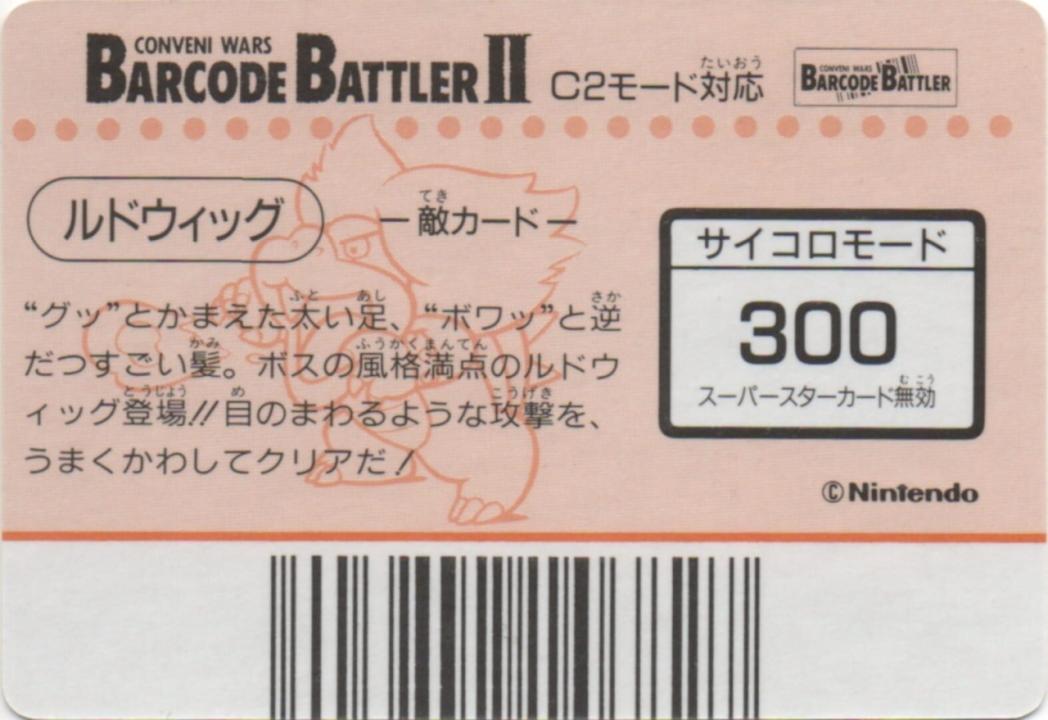 CONVENI WARS
BARCODE BATTLER II C2モード対応
たいおう
CONVENI WARS
BARCODE BATTLER
ルドウィッグ
てき
ー敵カードー
ふと あし さか
“グッ”とかまえた太い足、“ボワッ”と逆
かみ ふうかくまんてん
だつすごい髪。ボスの風格満点のルドウ
とうじょう め こうげき
ィッグ登場!!目のまわるような攻撃を、
うまくかわしてクリアだ!
サイコロモード
300
むこう
スーパースターカード無効
©Nintendo